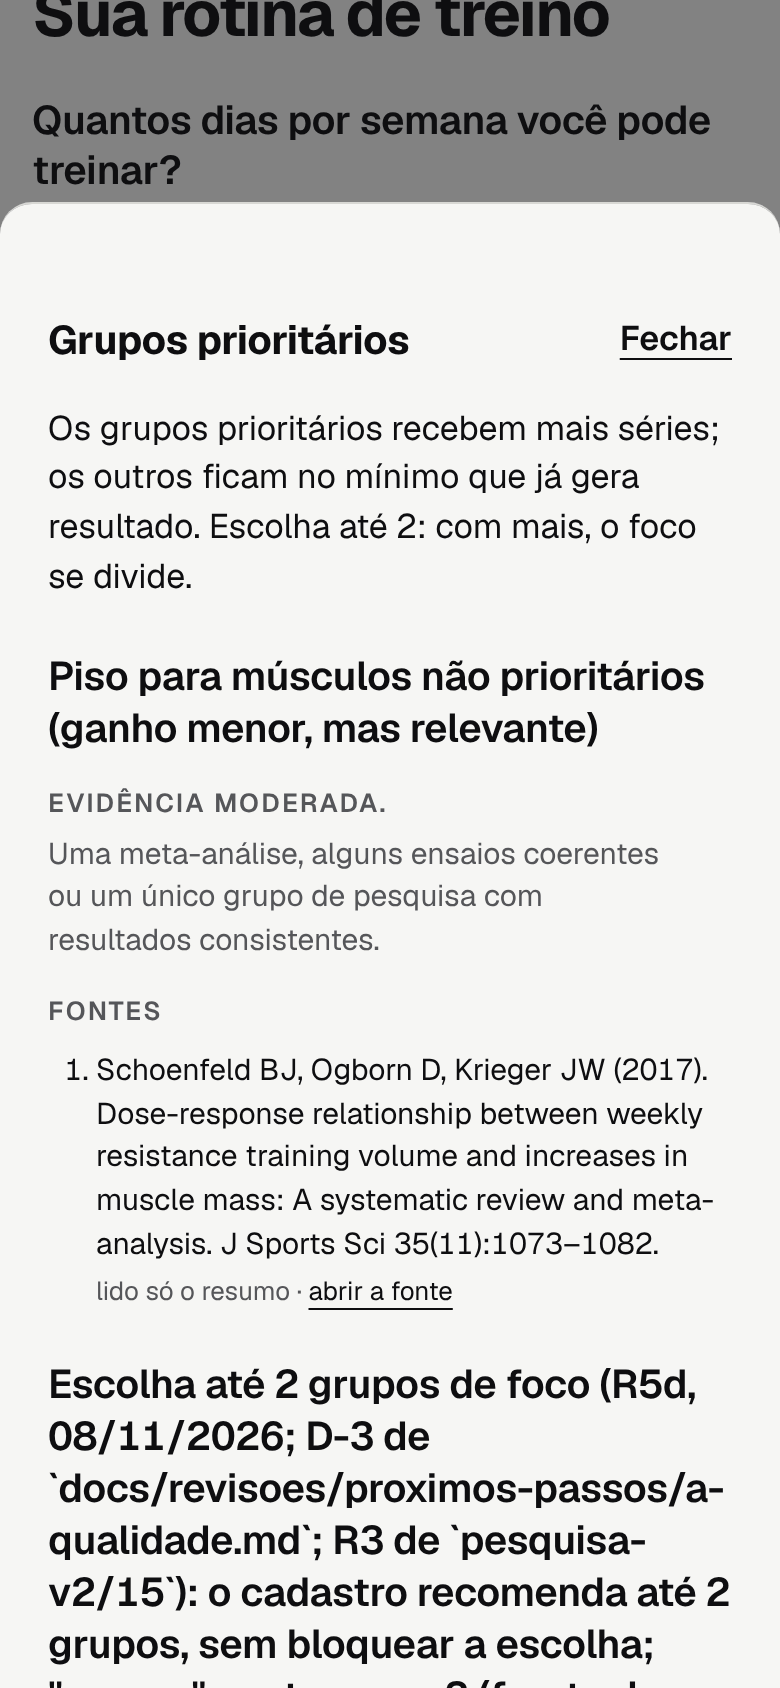 Sua rotina de treino
Quantos dias por semana você pode
treinar?
Grupos prioritários
Fechar
Os grupos prioritários recebem mais séries;
os outros ficam no mínimo que já gera
resultado. Escolha até 2: com mais, o foco
se divide.
Piso para músculos não prioritários
(ganho menor, mas relevante)
EVIDÊNCIA MODERADA.
Uma meta-análise, alguns ensaios coerentes
ou um único grupo de pesquisa com
resultados consistentes.
FONTES
1. Schoenfeld BJ, Ogborn D, Krieger JW (2017).
Dose-response relationship between weekly
resistance training volume and increases in
muscle mass: A systematic review and meta-
analysis. J Sports Sci 35(11):1073–1082.
lido só o resumo · abrir a fonte
Escolha até 2 grupos de foco (R5d,
08/11/2026; D-3 de
`docs/revisoes/proximos-passos/a-
qualidade.md`; R3 de `pesquisa-
v2/15`): o cadastro recomenda até 2
grupos, sem bloquear a escolha;